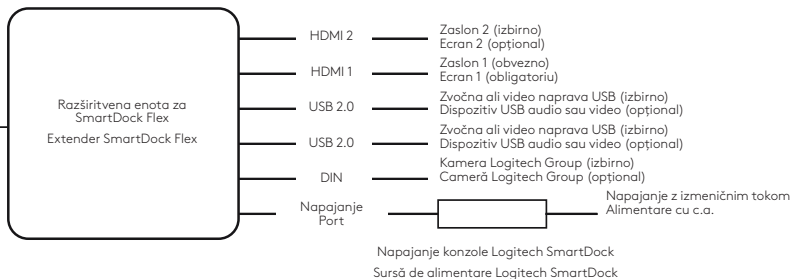 Razširitvena enota za
SmartDock Flex
Extender SmartDock Flex
HDMI 2
Zaslon 2 (izbirno)
Ecran 2 (opțional)
HDMI 1
Zaslon 1 (obvezno)
Ecran 1 (obligatoriu)
USB 2.0
Zvočna ali video naprava USB (izbirno)
Dispozitiv USB audio sau video (opțional)
USB 2.0
Zvočna ali video naprava USB (izbirno)
Dispozitiv USB audio sau video (opțional)
DIN
Kamera Logitech Group (izbirno)
Cameră Logitech Group (opțional)
Napajanje
Port
Napajanje z izmeničnim tokom
Alimentare cu c.a.
Napajanje konzole Logitech SmartDock
Sursă de alimentare Logitech SmartDock